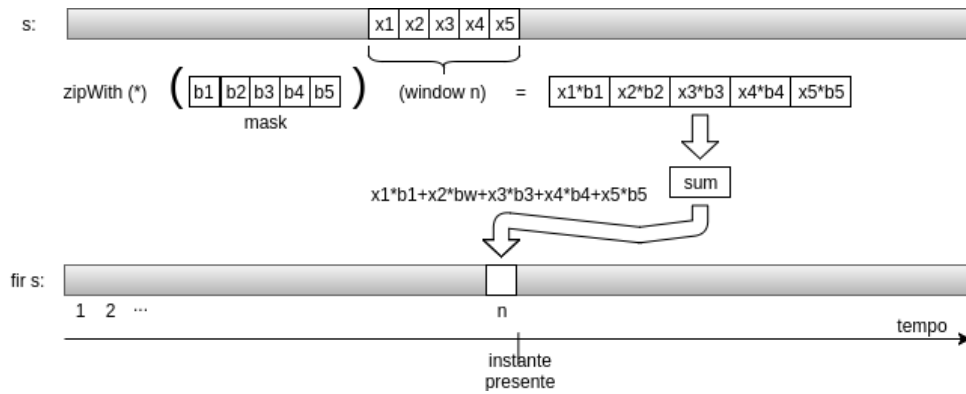 s: x1 x2 x3 x4 x5
zipWith (*) ( b1 b2 b3 b4 b5 ) (window n) = x1*b1 x2*b2 x3*b3 x4*b4 x5*b5
mask
sum
x1*b1+x2*bw+x3*b3+x4*b4+x5*b5
fir s:
1 2 ... n
tempo
instante
presente